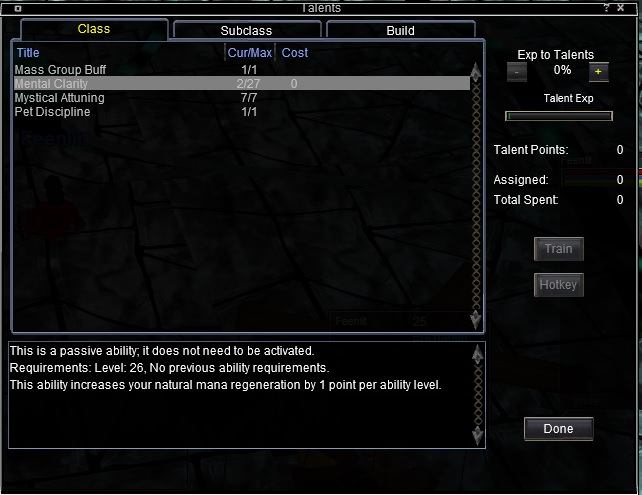 Talents
? X
Class Subclass Build
Title Cur/Max Cost
Mass Group Buff 1/1
Mental Clarity 2/27 0
Mystical Attuning 7/7
Pet Discipline 1/1
Exp to Talents
- 0% +
Talent Exp
Talent Points: 0
Assigned: 0
Total Spent: 0
Train
Hotkey
This is a passive ability; it does not need to be activated.
Requirements: Level: 26, No previous ability requirements.
This ability increases your natural mana regeneration by 1 point per ability level.
Done